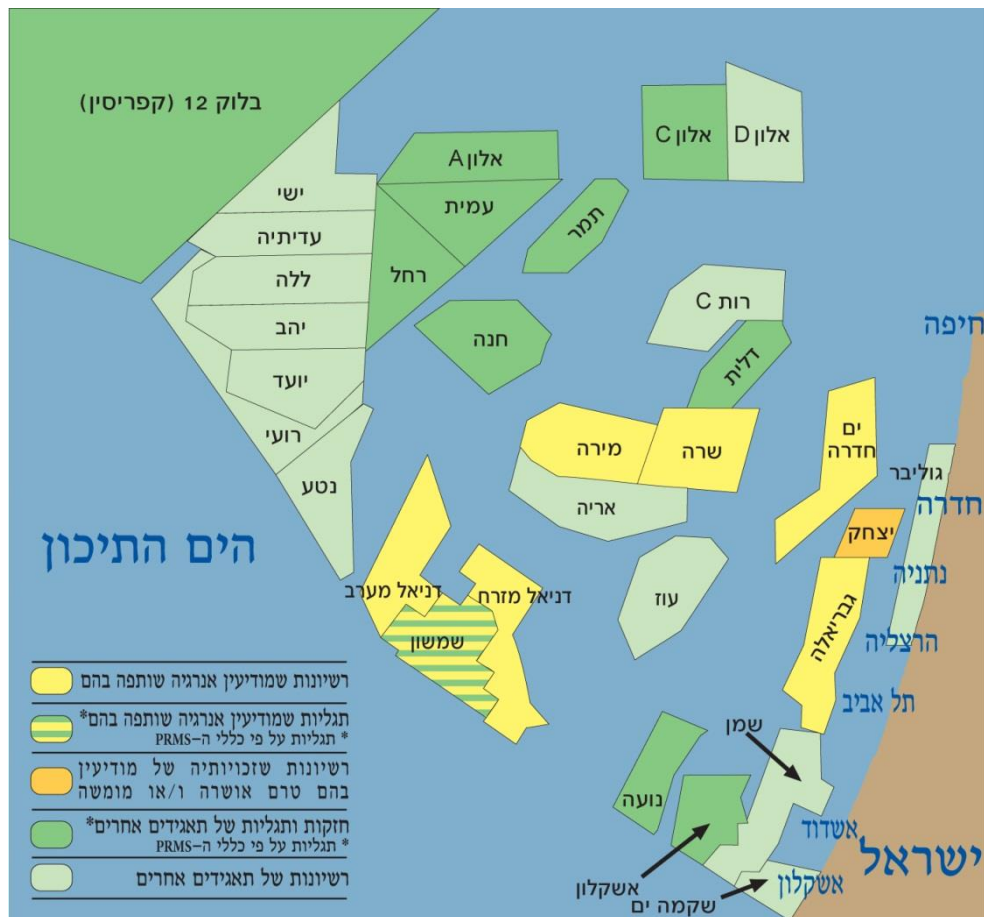 בלוק 12 (קפריסין)
אלון D
אלון C
אלון A
ישי
עמית
תמר
עדיתיה
רחל
ללה
רות C
יהב
חנה
חיפה
דלית
יועד
רועי
מירה
שרה
ים
חדרה
גוליבר
נטע
אריה
חדרה
יצחק
הים התיכון
נתניה
דניאל מערב
דניאל מזרח
עוז
גבריאלה
שמשון
הרצליה
תל אביב
שמן
נועה
אשדוד
ישראל
אשקלון
אשקלון
שקמה ים
רשיונות שמודיעין אנרגיה שותפה בהם
תגליות שמודיעין אנרגיה שותפה בהם*
* תגליות על פי כללי ה-PRMS
רשיונות שזכויותיה של מודיעין
בהם טרם אושרה ו/או מומשה
חזקות ותגליות של תאגידים אחרים*
* תגליות על פי כללי ה-PRMS
רשיונות של תאגידים אחרים